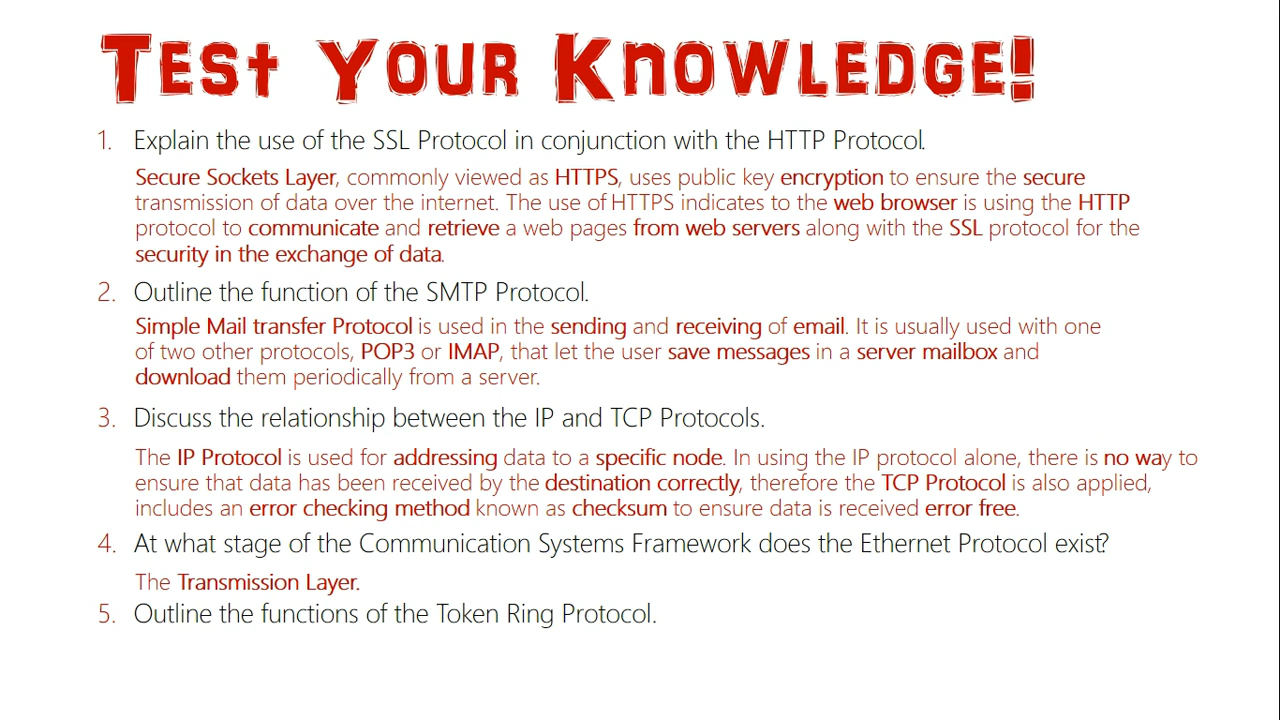 Test Your Knowledge!
1. Explain the use of the SSL Protocol in conjunction with the HTTP Protocol.
Secure Sockets Layer, commonly viewed as HTTPS, uses public key encryption to ensure the secure
transmission of data over the internet. The use of HTTPS indicates to the web browser is using the HTTP
protocol to communicate and retrieve a web pages from web servers along with the SSL protocol for the
security in the exchange of data.
2. Outline the function of the SMTP Protocol.
Simple Mail transfer Protocol is used in the sending and receiving of email. It is usually used with one
of two other protocols, POP3 or IMAP, that let the user save messages in a server mailbox and
download them periodically from a server.
3. Discuss the relationship between the IP and TCP Protocols.
The IP Protocol is used for addressing data to a specific node. In using the IP protocol alone, there is no way to
ensure that data has been received by the destination correctly, therefore the TCP Protocol is also applied,
includes an error checking method known as checksum to ensure data is received error free.
4. At what stage of the Communication Systems Framework does the Ethernet Protocol exist?
The Transmission Layer.
5. Outline the functions of the Token Ring Protocol.